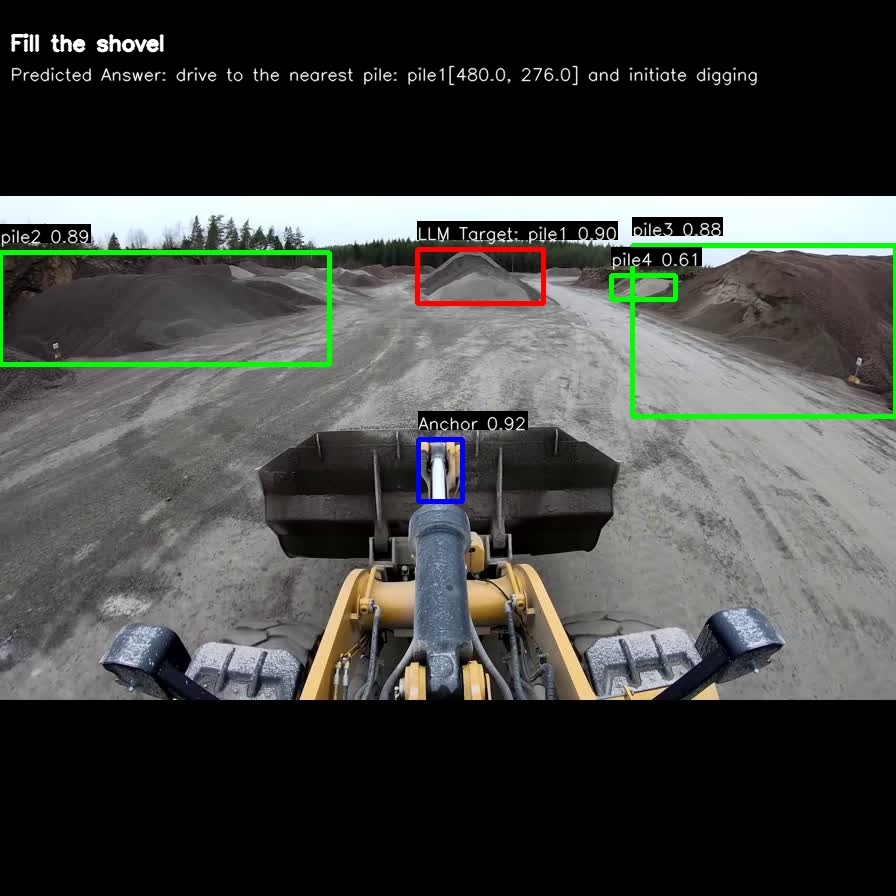 Fill the shovel
Predicted Answer: drive to the nearest pile: pile1[480.0, 276.0] and initiate digging
pile2 0.89
LLM Target: pile1 0.90
pile3 0.88
pile4 0.61
Anchor 0.92